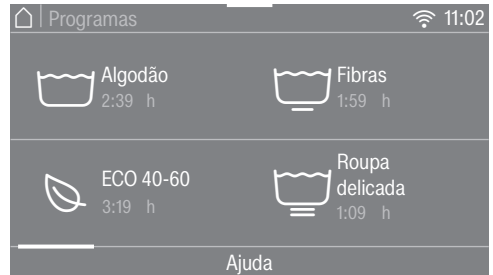 Programas
11:02
Algodão
2:39 h
Fibras
1:59 h
ECO 40-60
3:19 h
Roupa
delicada
1:09 h
Ajuda